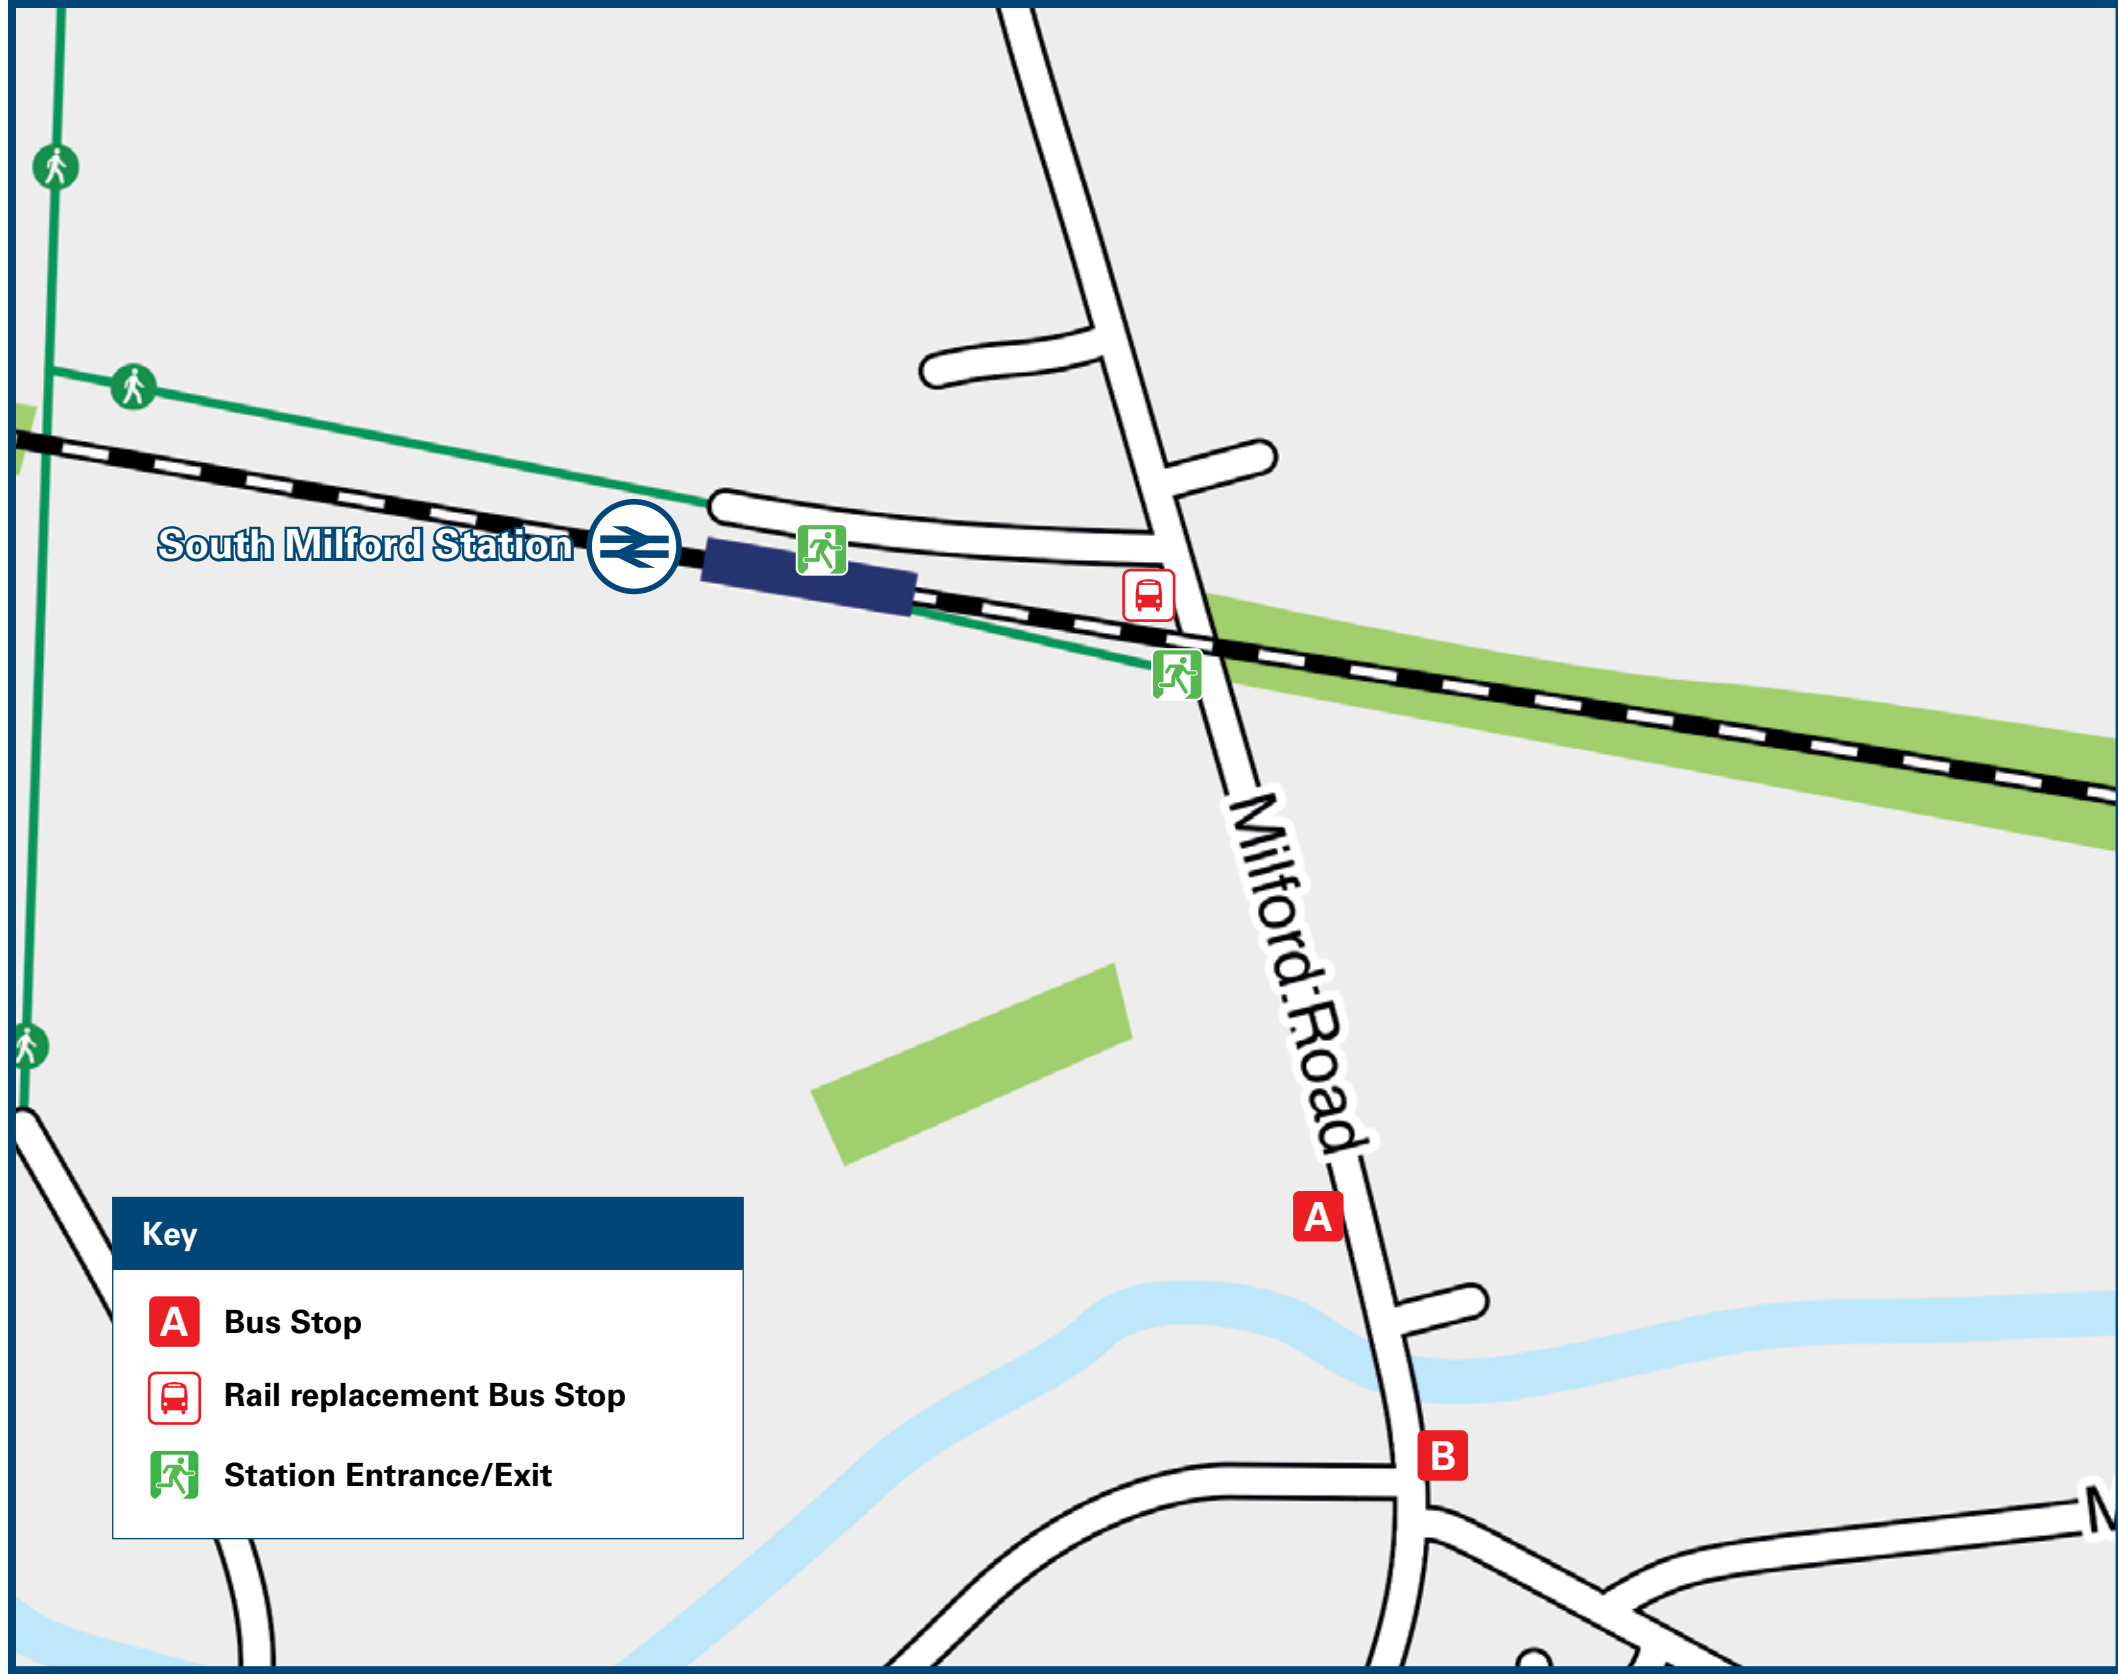 South Milford Station
Milford Road
A
B
M
Key
A Bus Stop
Rail replacement Bus Stop
Station Entrance/Exit